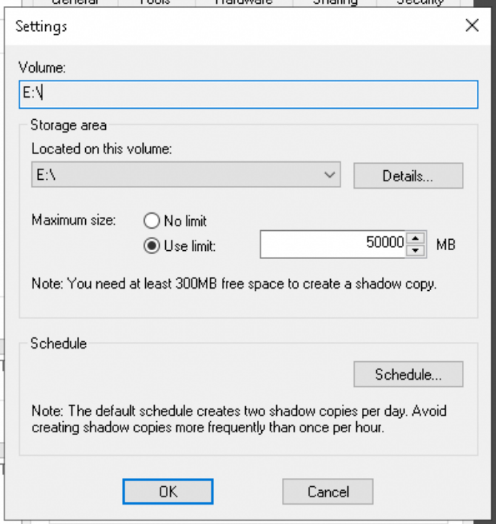 General Tools Hardware Sharing Security
Settings
Volume:
E:\
Storage area
Located on this volume:
E:\
Details...
Maximum size:
No limit
Use limit:
50000
MB
Note: You need at least 300MB free space to create a shadow copy.
Schedule
Schedule...
Note: The default schedule creates two shadow copies per day. Avoid
creating shadow copies more frequently than once per hour.
OK
Cancel